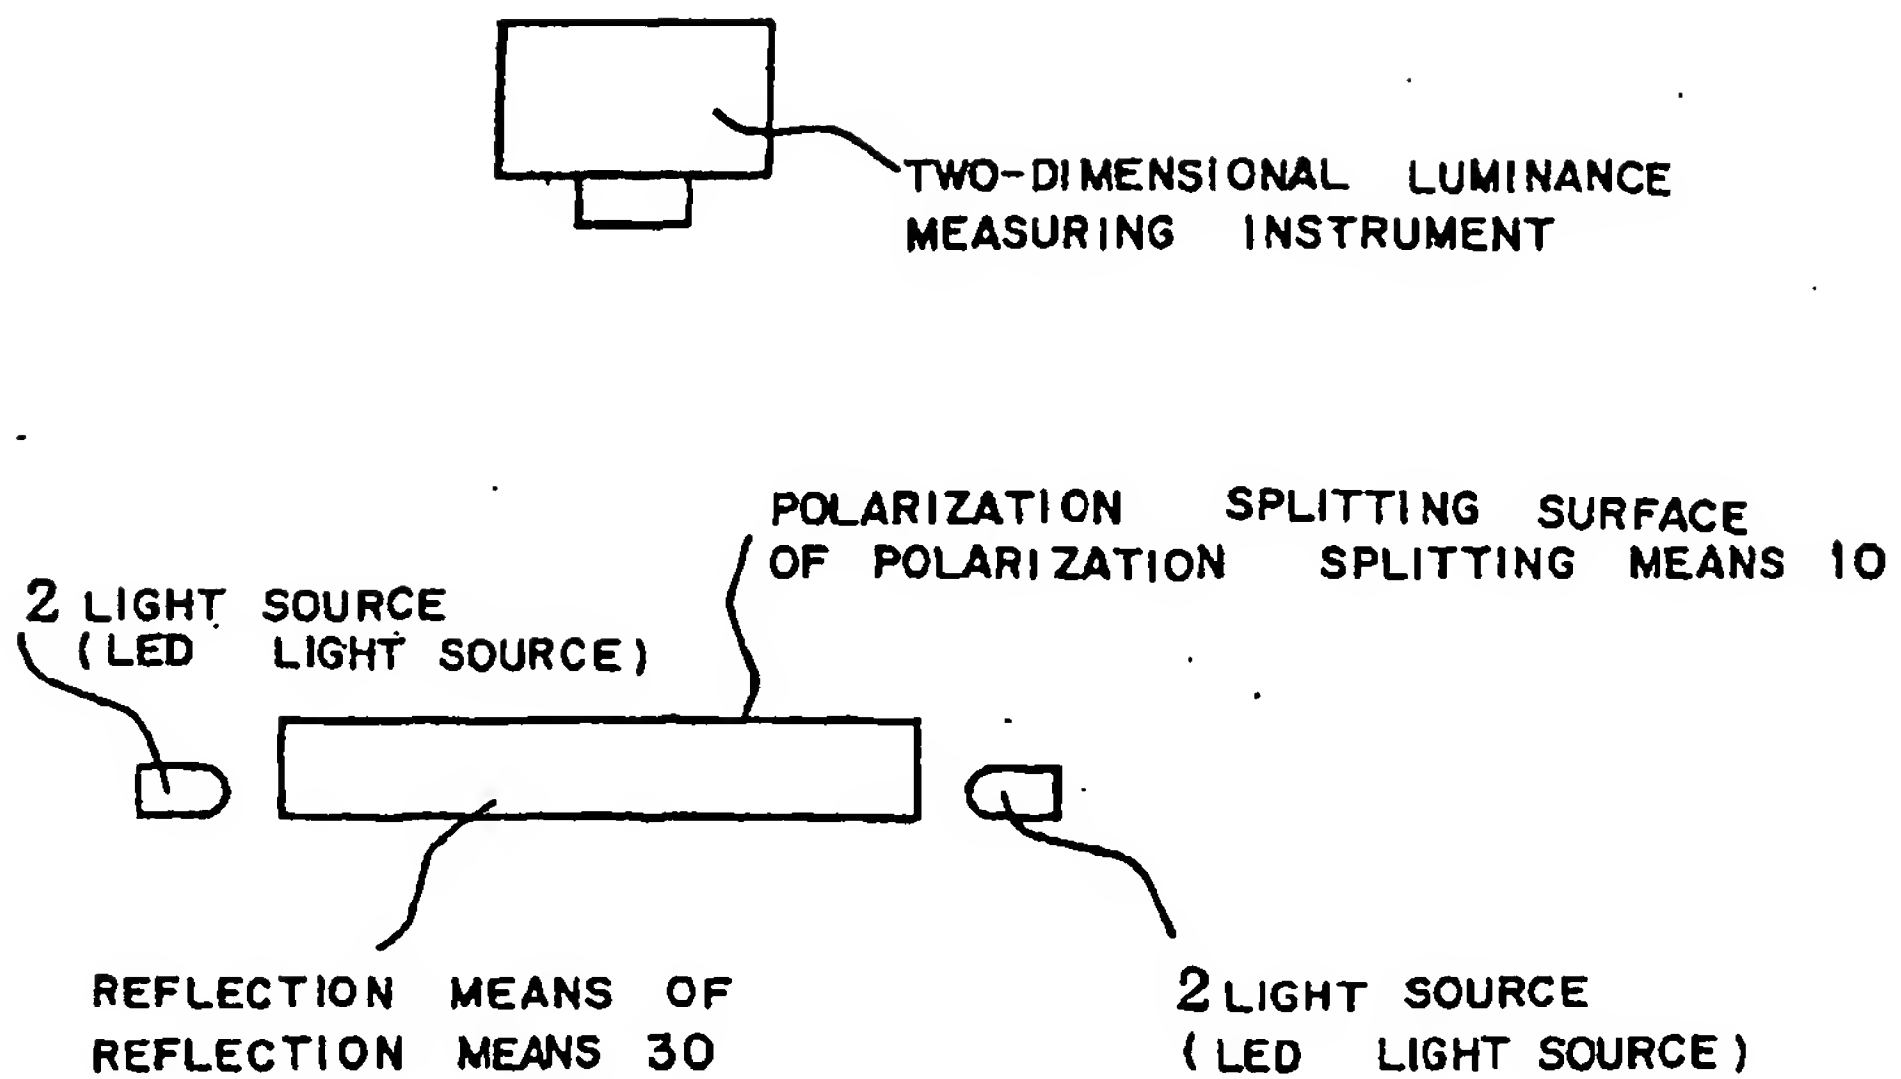 TWO-DIMENSIONAL LUMINANCE
MEASURING INSTRUMENT
POLARIZATION SPLITTING SURFACE
OF POLARIZATION SPLITTING MEANS 10
2 LIGHT SOURCE
(LED LIGHT SOURCE)
REFLECTION MEANS OF
REFLECTION MEANS 30
2 LIGHT SOURCE
(LED LIGHT SOURCE)